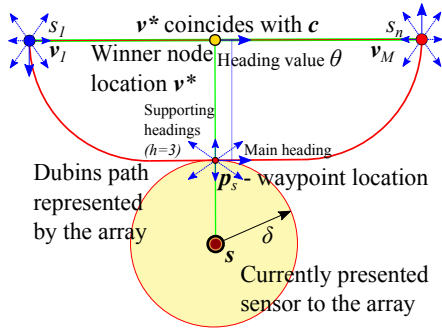 v* coincides with c
s1
sn
v1
Winner node
location v*
Heading value θ
vM
Supporting
headings
(h=3)
Main heading
Dubins path
represented
by the array
ps - waypoint location
δ
s
Currently presented
sensor to the array